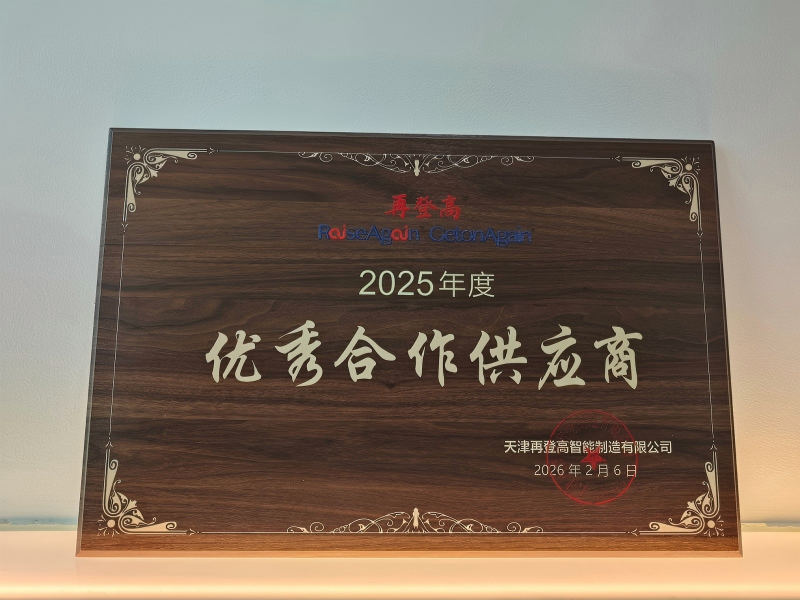 再登高
RaiseAgain GetonAgain
2025年度
优秀合作供应商
天津再登高智能制造有限公司
2026年2月6日